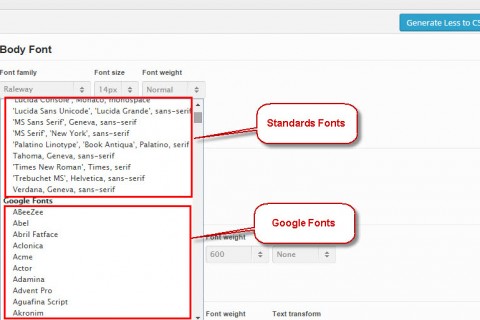 Generate Less to CS
Body Font
Font family Font size Font weight
Raleway 14px Normal
'Lucida Console', Monaco, monospace
'Lucida Sans Unicode', 'Lucida Grande', sans-serif
'MS Sans Serif', Geneva, sans-serif
'MS Serif', 'New York', sans-serif
'Palatino Linotype', 'Book Antiqua', Palatino, serif
Tahoma, Geneva, sans-serif
'Times New Roman', Times, serif
'Trebuchet MS', Helvetica, sans-serif
Verdana, Geneva, sans-serif
Standards Fonts
Google Fonts
ABeeZee
Abel
Abril Fatface
Aclonica
Acme
Actor
Adamina
Advent Pro
Aguafina Script
Akronim
Google Fonts
Font weight
600 None
Font weight Text transform